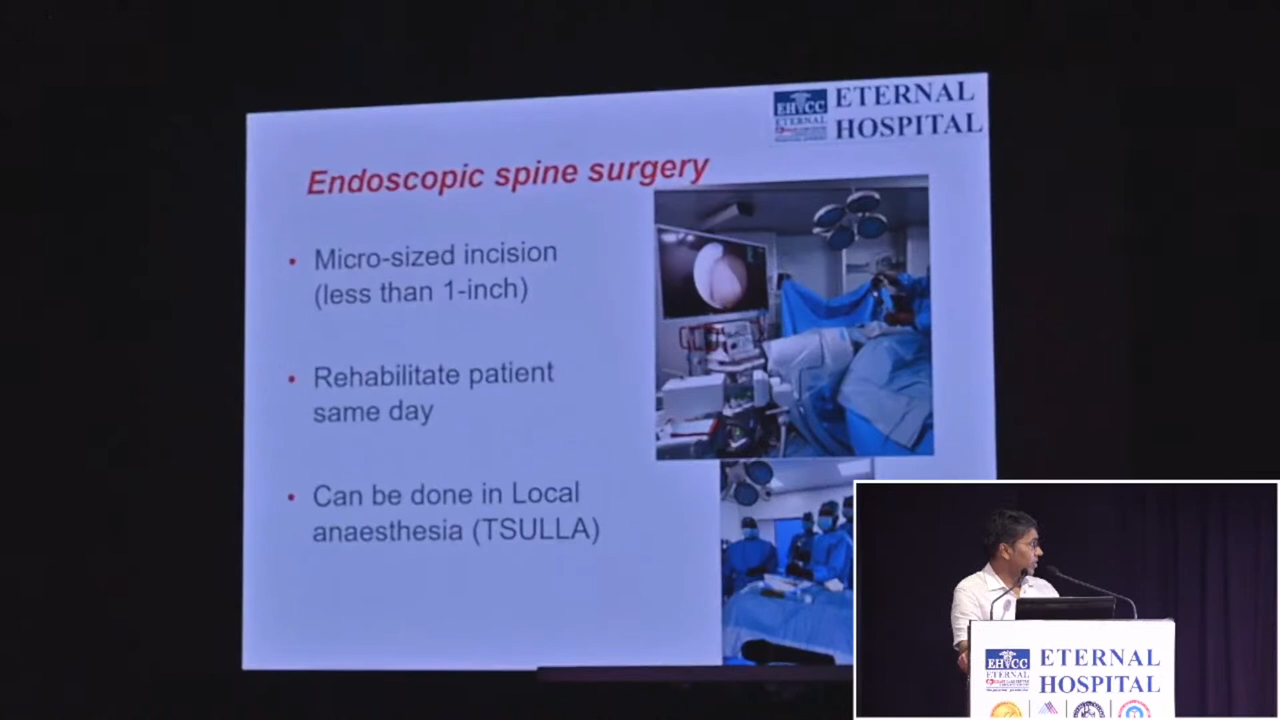 EHCC
ETERNAL
ETERNAL
HOSPITAL
Endoscopic spine surgery
• Micro-sized incision
(less than 1-inch)
• Rehabilitate patient
same day
• Can be done in Local
anaesthesia (TSULLA)
EHCC
ETERNAL
ETERNAL
HOSPITAL